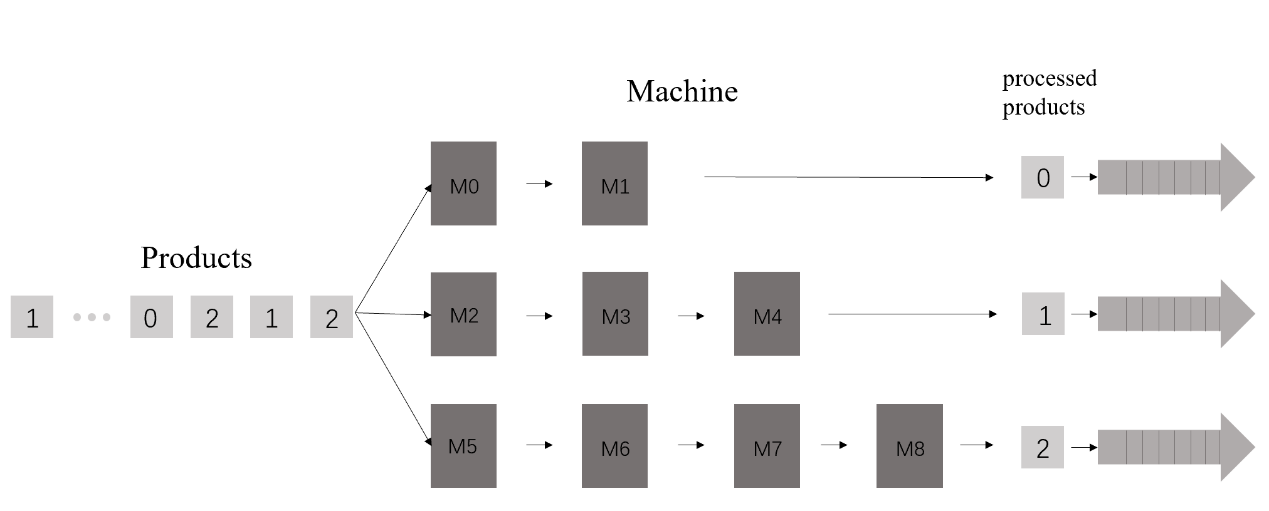 Machine
processed
products
M0
M1
0
Products
1 0 2 1 2
M2
M3
M4
1
M5
M6
M7
M8
2